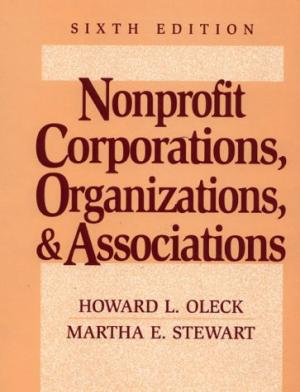 SIXTH EDITION
Nonprofit
Corporations,
Organizations,
& Associations
HOWARD L. OLECK
MARTHA E. STEWART